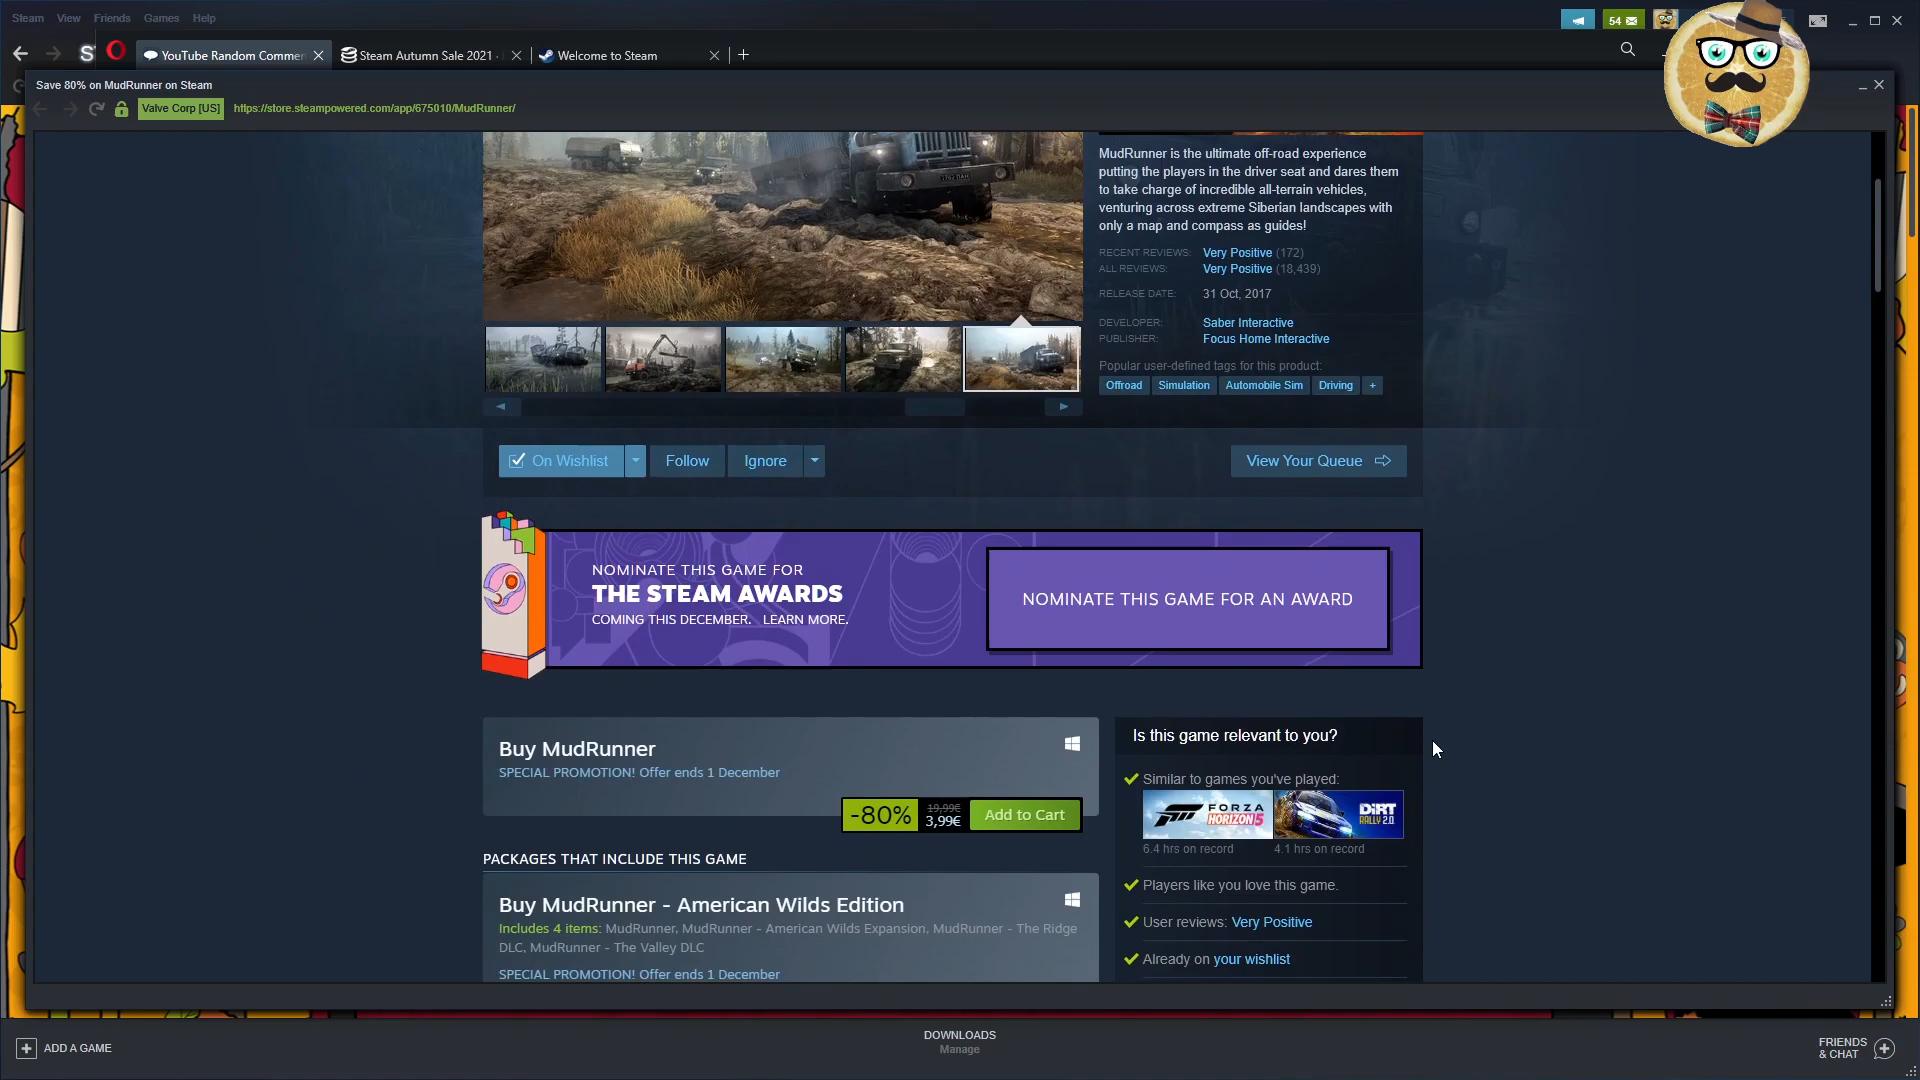 Steam View Friends Games Help
54
YouTube Random Commen
Steam Autumn Sale 2021 ·
Welcome to Steam
Save 80% on MudRunner on Steam
Valve Corp [US]
https://store.steampowered.com/app/675010/MudRunner/
MudRunner is the ultimate off-road experience
putting the players in the driver seat and dares them
to take charge of incredible all-terrain vehicles,
venturing across extreme Siberian landscapes with
only a map and compass as guides!
RECENT REVIEWS: Very Positive (172)
ALL REVIEWS: Very Positive (18,439)
RELEASE DATE: 31 Oct, 2017
DEVELOPER: Saber Interactive
PUBLISHER: Focus Home Interactive
Popular user-defined tags for this product:
Offroad Simulation Automobile Sim Driving +
On Wishlist Follow Ignore View Your Queue
NOMINATE THIS GAME FOR
THE STEAM AWARDS
COMING THIS DECEMBER. LEARN MORE.
NOMINATE THIS GAME FOR AN AWARD
Buy MudRunner
SPECIAL PROMOTION! Offer ends 1 December
-80% 19,99€ 3,99€ Add to Cart
PACKAGES THAT INCLUDE THIS GAME
Buy MudRunner - American Wilds Edition
Includes 4 items: MudRunner, MudRunner - American Wilds Expansion, MudRunner - The Ridge
DLC, MudRunner - The Valley DLC
SPECIAL PROMOTION! Offer ends 1 December
Is this game relevant to you?
Similar to games you've played:
FORZA HORIZON 5
DiRT RALLY 2.0
6.4 hrs on record 4.1 hrs on record
Players like you love this game.
User reviews: Very Positive
Already on your wishlist
ADD A GAME
DOWNLOADS
Manage
FRIENDS
& CHAT